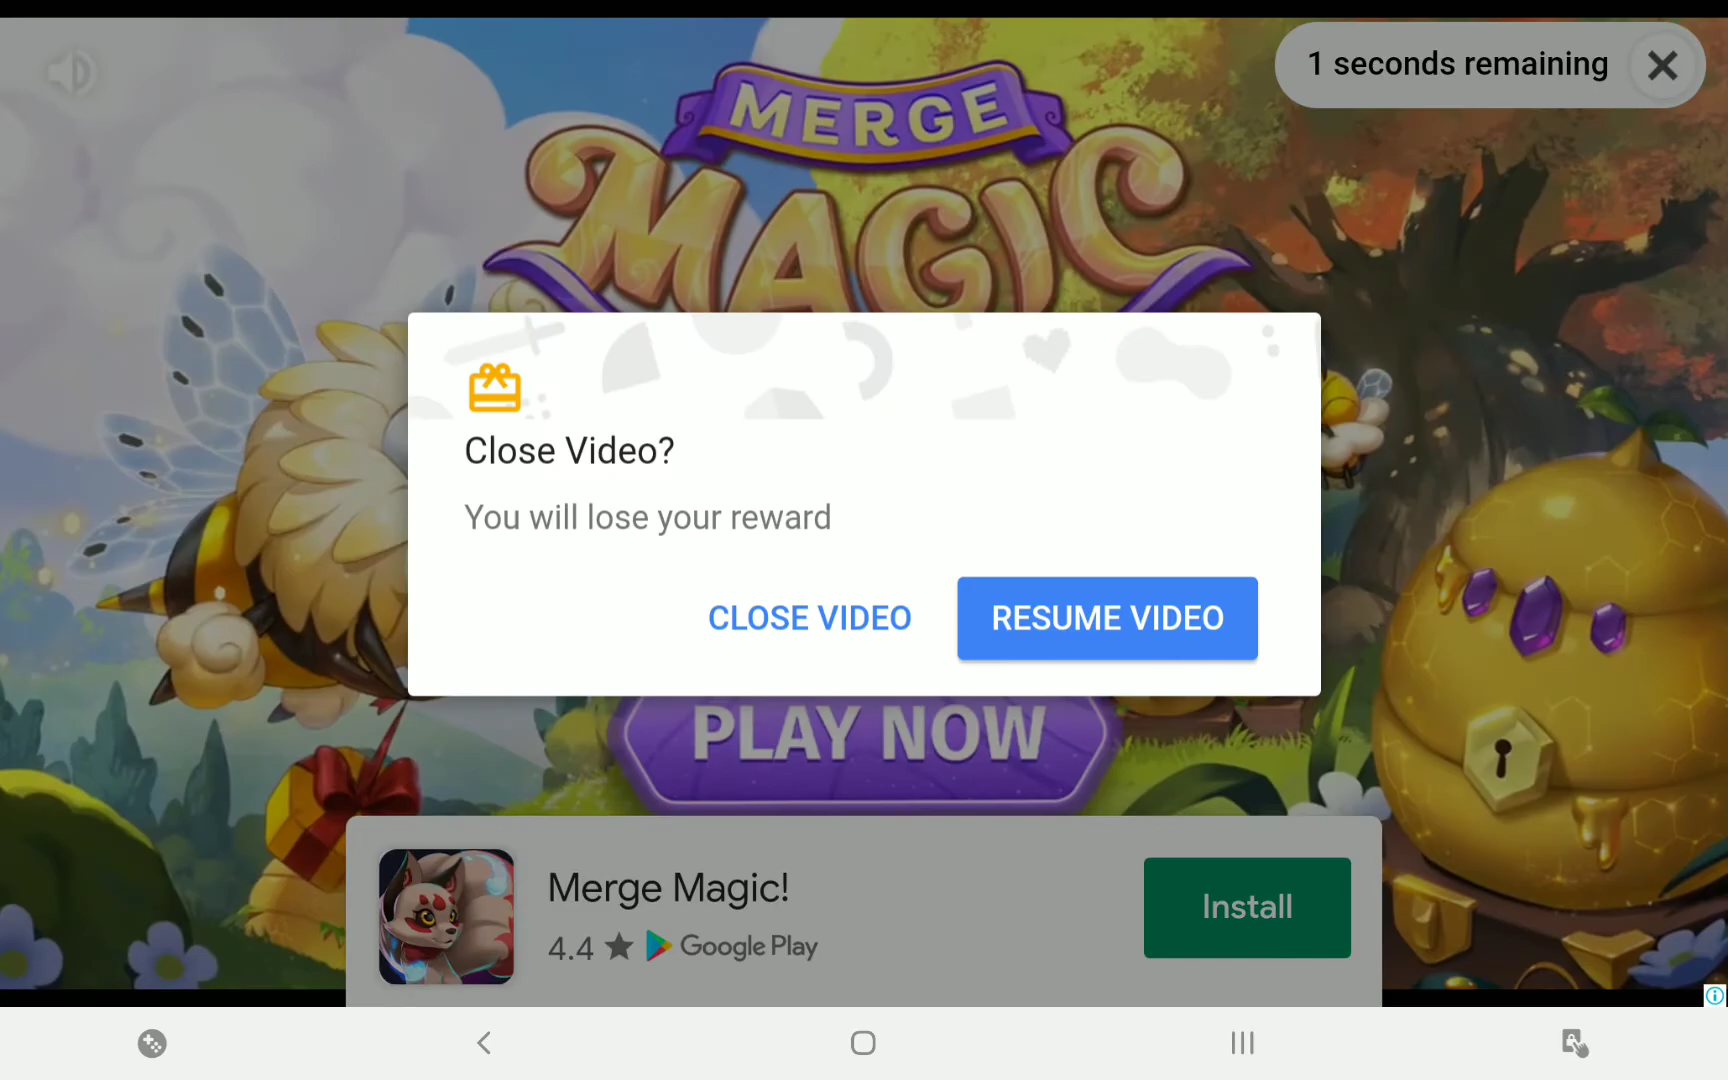 1 seconds remaining
MERGE
MAGIC
Close Video?
You will lose your reward
CLOSE VIDEO
RESUME VIDEO
PLAY NOW
Merge Magic!
4.4 ★ Google Play
Install